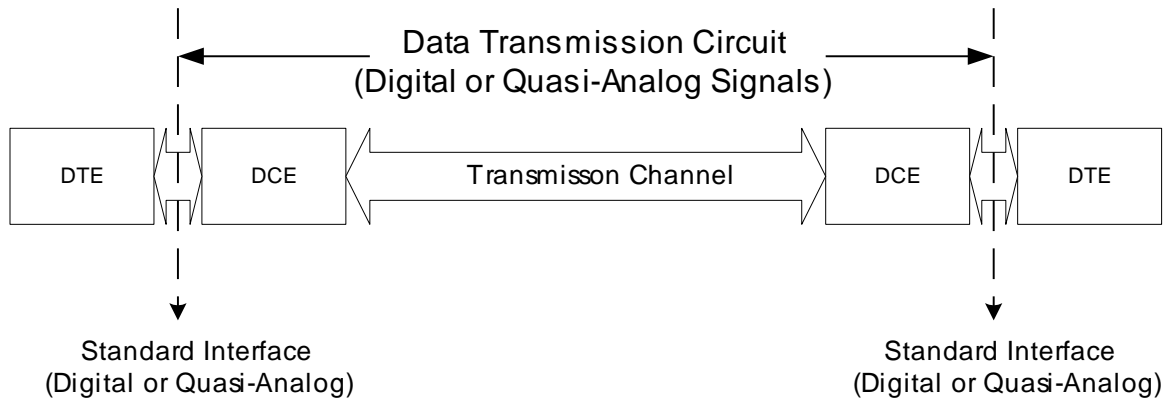 Data Transmission Circuit
(Digital or Quasi-Analog Signals)
DTE
DCE
Transmisson Channel
DCE
DTE
Standard Interface
(Digital or Quasi-Analog)
Standard Interface
(Digital or Quasi-Analog)